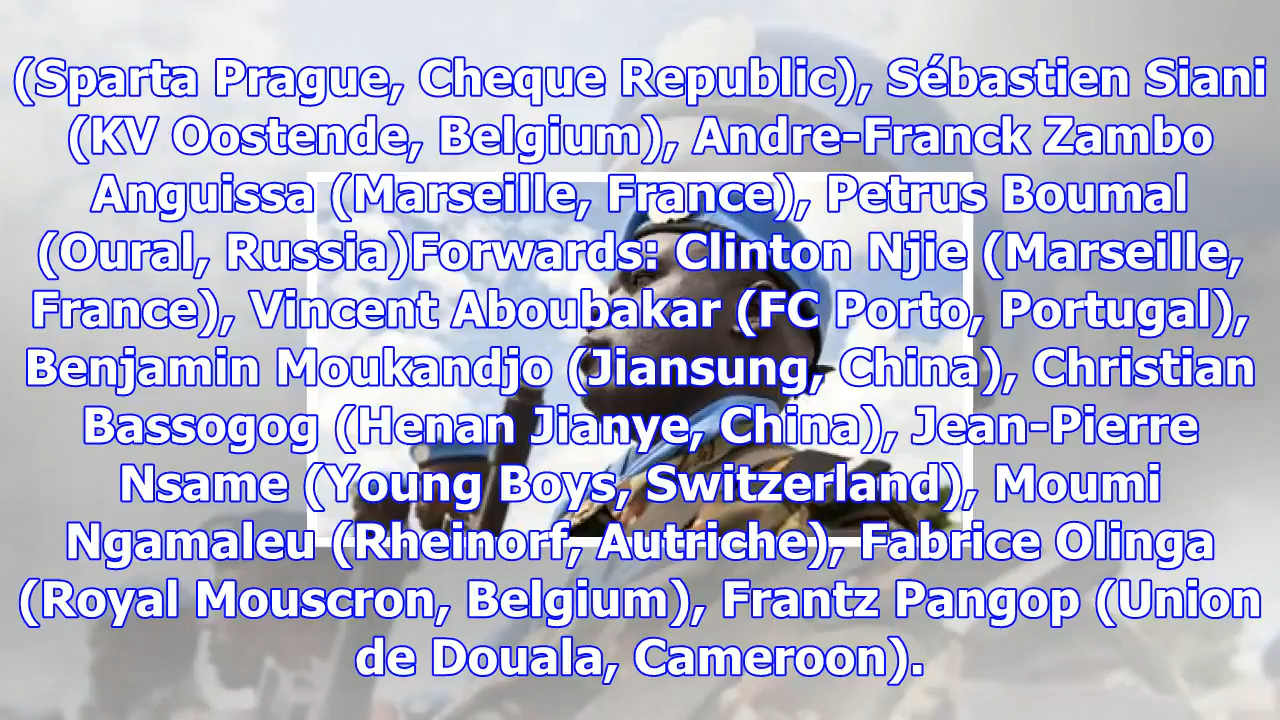 (Sparta Prague, Cheque Republic), Sébastien Siani
(KV Oostende, Belgium), Andre-Franck Zambo
Anguissa (Marseille, France), Petrus Boumal
(Oural, Russia)Forwards: Clinton Njie (Marseille,
France), Vincent Aboubakar (FC Porto, Portugal),
Benjamin Moukandjo (Jiansung, China), Christian
Bassogog (Henan Jianye, China), Jean-Pierre
Nsame (Young Boys, Switzerland), Moumi
Ngamaleu (Rheinorf, Autriche), Fabrice Olinga
(Royal Mouscron, Belgium), Frantz Pangop (Union
de Douala, Cameroon).